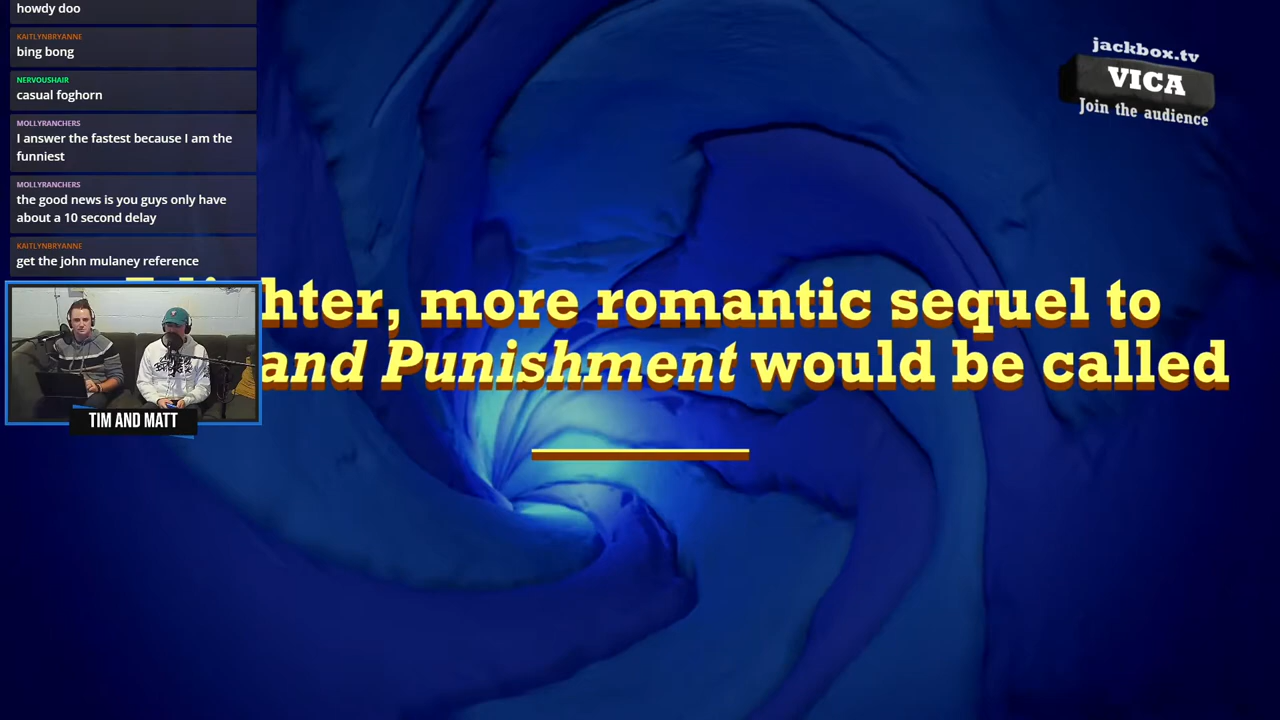 howdy doo
KAITLYNBRYANNE
bing bong
NERVOUSHAIR
casual foghorn
MOLLYRANCHERS
I answer the fastest because I am the
funniest
MOLLYRANCHERS
the good news is you guys only have
about a 10 second delay
KAITLYNBRYANNE
get the john mulaney reference
TIM AND MATT
hter, more romantic sequel to
and Punishment would be called
jackbox.tv
VICA
Join the audience